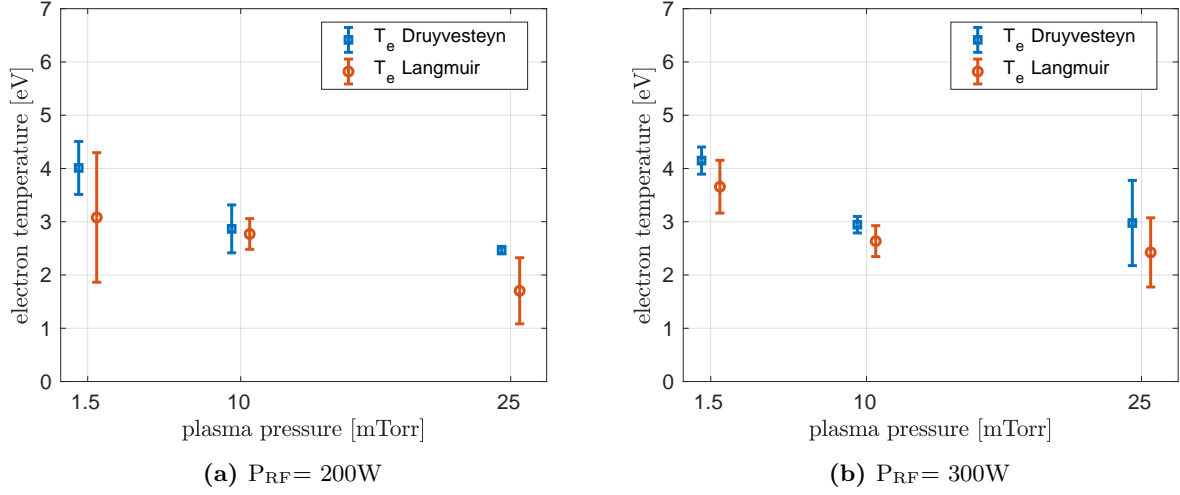 7
6
5
4
3
2
1
0
electron temperature [eV]
T_e Druyvesteyn
T_e Langmuir
1.5 10 25
plasma pressure [mTorr]
(a) P_RF= 200W
7
6
5
4
3
2
1
0
electron temperature [eV]
T_e Druyvesteyn
T_e Langmuir
1.5 10 25
plasma pressure [mTorr]
(b) P_RF= 300W